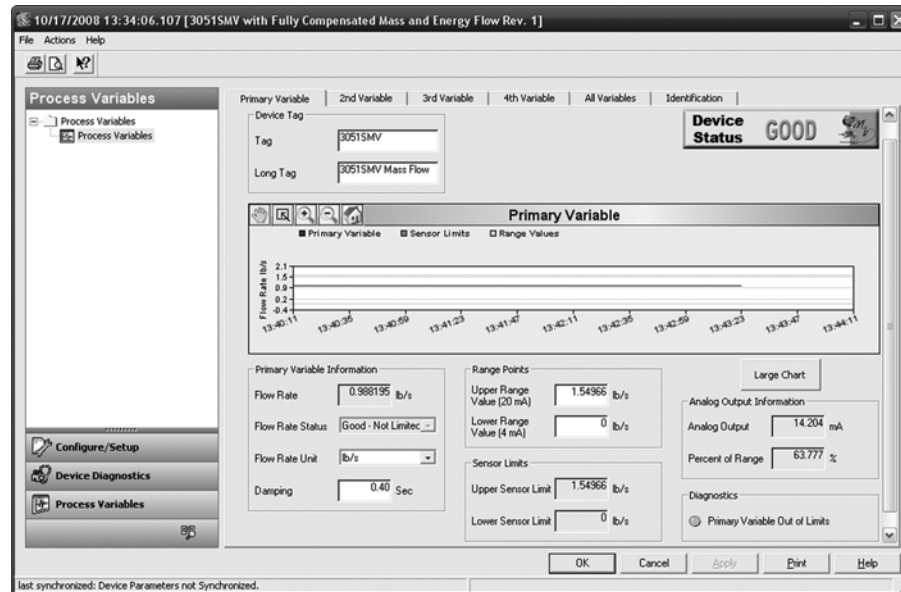 10/17/2008 13:34:06.107 [3051SMV with Fully Compensated Mass and Energy Flow Rev. 1]
File Actions Help
Process Variables
Process Variables
Process Variables
Configure/Setup
Device Diagnostics
Process Variables
Primary Variable 2nd Variable 3rd Variable 4th Variable All Variables Identification
Device Tag
Tag 3051SMV
Long Tag 3051SMV Mass Flow
Device Status GOOD
Primary Variable
Primary Variable Sensor Limits Range Values
Flow Rate lb/s
2.1
1.5
0.9
0.2
-0.4
13:40:11 13:40:35 13:40:59 13:41:23 13:41:47 13:42:11 13:42:35 13:42:59 13:43:23 13:43:47 13:44:11
Primary Variable Information
Flow Rate 0.988195 lb/s
Flow Rate Status Good - Not Limitec
Flow Rate Unit lb/s
Damping 0.40 Sec
Range Points
Upper Range Value (20 mA) 1.54966 lb/s
Lower Range Value (4 mA) 0 lb/s
Sensor Limits
Upper Sensor Limit 1.54966 lb/s
Lower Sensor Limit 0 lb/s
Large Chart
Analog Output Information
Analog Output 14.204 mA
Percent of Range 63.777 %
Diagnostics
Primary Variable Out of Limits
OK Cancel Apply Print Help
last synchronized: Device Parameters not Synchronized.